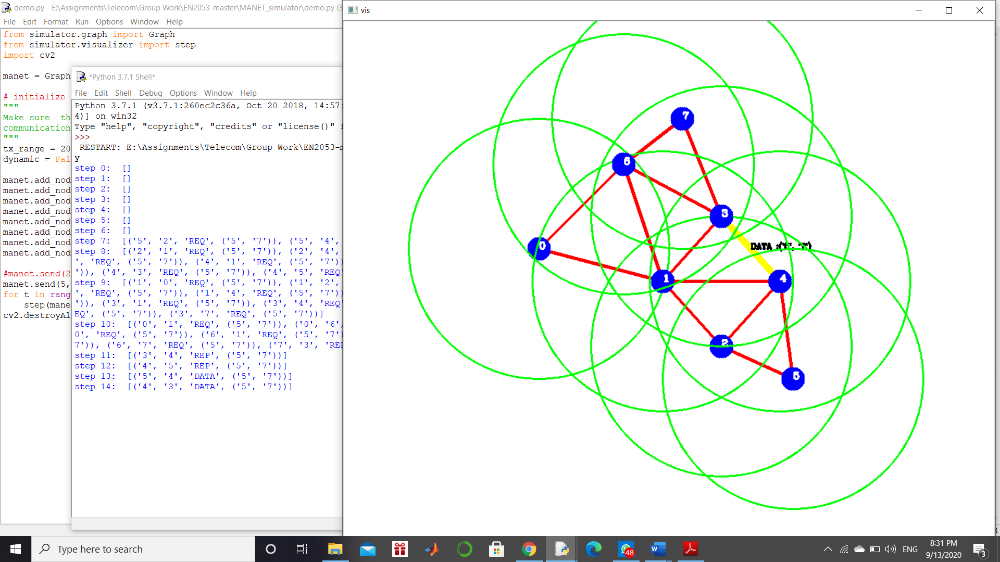 demo.py - E:\Assignments\Telecom\Group Work\EN2053-master\MANET_simulator\demo.py (3
File Edit Format Run Options Window Help
from simulator.graph import Graph
from simulator.visualizer import step
import cv2
manet = Graph
# initialize
"""
Make sure th
communication
"""
tx_range = 20
dynamic = Fal
manet.add_nod
manet.add_nod
manet.add_nod
manet.add_nod
manet.add_nod
manet.add_nod
manet.add_nod
manet.add_nod
#manet.send(2
manet.send(5,
for t in rang
step(mane
cv2.destroyAl
*Python 3.7.1 Shell*
File Edit Shell Debug Options Window Help
Python 3.7.1 (v3.7.1:260ec2c36a, Oct 20 2018, 14:57:
4)] on win32
Type "help", "copyright", "credits" or "license()" f
>>>
RESTART: E:\Assignments\Telecom\Group Work\EN2053-m
y
step 0: []
step 1: []
step 2: []
step 3: []
step 4: []
step 5: []
step 6: []
step 7: [('5', '2', 'REQ', ('5', '7')), ('5', '4',
step 8: [('2', '1', 'REQ', ('5', '7')), ('2', '4',
', 'REQ', ('5', '7')), ('4', '1', 'REQ', ('5', '7')
')), ('4', '3', 'REQ', ('5', '7')), ('4', '5', 'REQ'
step 9: [('1', '0', 'REQ', ('5', '7')), ('1', '2',
', 'REQ', ('5', '7')), ('1', '4', 'REQ', ('5', '7')
')), ('3', '1', 'REQ', ('5', '7')), ('3', '4', 'REQ'
EQ', ('5', '7')), ('3', '7', 'REQ', ('5', '7'))]
step 10: [('0', '1', 'REQ', ('5', '7')), ('0', '6',
0', 'REQ', ('5', '7')), ('6', '1', 'REQ', ('5', '7')
7')), ('6', '7', 'REQ', ('5', '7')), ('7', '3', 'REP
step 11: [('3', '4', 'REP', ('5', '7'))]
step 12: [('4', '5', 'REP', ('5', '7'))]
step 13: [('5', '4', 'DATA', ('5', '7'))]
step 14: [('4', '3', 'DATA', ('5', '7'))]
vis
7
6
3
0
DATA
1
4
2
5
Type here to search
48
ENG
8:31 PM
9/13/2020
3